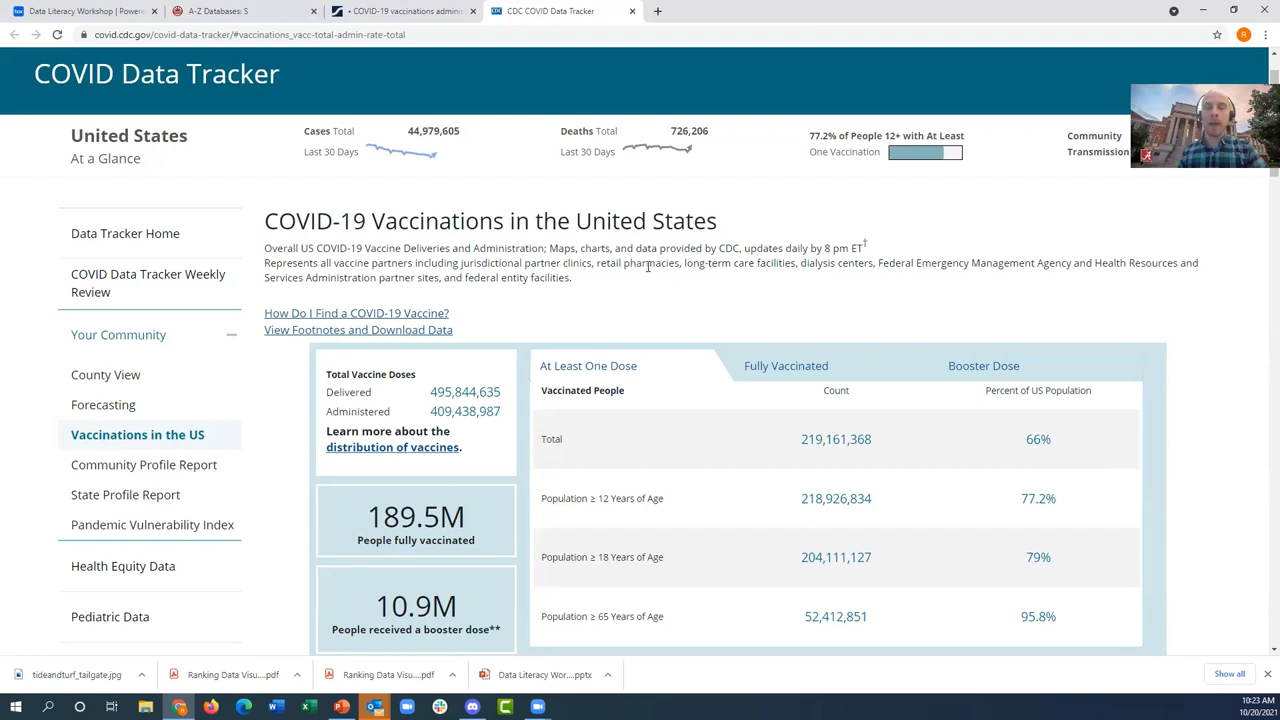 Data Literacy Workshop | Powe
A-Z Databases: S
• COVID-19 vaccinations admin
CDC COVID Data Tracker
covid.cdc.gov/covid-data-tracker/#vaccinations_vacc-total-admin-rate-total
R
COVID Data Tracker
United States
At a Glance
Cases Total 44,979,605
Last 30 Days
Deaths Total 726,206
Last 30 Days
77.2% of People 12+ with At Least
One Vaccination
Community
Transmission
Data Tracker Home
COVID Data Tracker Weekly
Review
Your Community
County View
Forecasting
Vaccinations in the US
Community Profile Report
State Profile Report
Pandemic Vulnerability Index
Health Equity Data
Pediatric Data
COVID-19 Vaccinations in the United States
Overall US COVID-19 Vaccine Deliveries and Administration; Maps, charts, and data provided by CDC, updates daily by 8 pm ET†
Represents all vaccine partners including jurisdictional partner clinics, retail pharmacies, long-term care facilities, dialysis centers, Federal Emergency Management Agency and Health Resources and
Services Administration partner sites, and federal entity facilities.
How Do I Find a COVID-19 Vaccine?
View Footnotes and Download Data
Total Vaccine Doses
Delivered 495,844,635
Administered 409,438,987
Learn more about the
distribution of vaccines.
189.5M
People fully vaccinated
10.9M
People received a booster dose**
At Least One Dose Fully Vaccinated Booster Dose
Vaccinated People Count Percent of US Population
Total 219,161,368 66%
Population ≥ 12 Years of Age 218,926,834 77.2%
Population ≥ 18 Years of Age 204,111,127 79%
Population ≥ 65 Years of Age 52,412,851 95.8%
tideandturf_tailgate.jpg
Ranking Data Visu....pdf
Ranking Data Visu....pdf
Data Literacy Wor....pptx
Show all
10:23 AM
10/20/2021